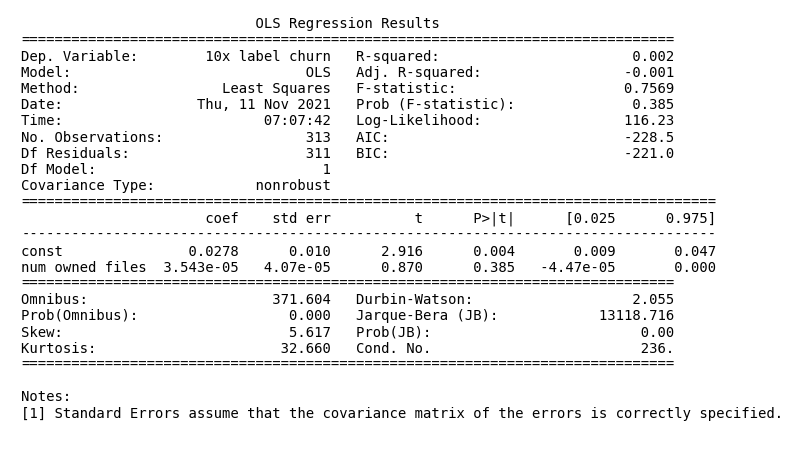 OLS Regression Results
==============================================================================
Dep. Variable:        10x label churn   R-squared:                       0.002
Model:                            OLS   Adj. R-squared:                 -0.001
Method:                 Least Squares   F-statistic:                    0.7569
Date:                Thu, 11 Nov 2021   Prob (F-statistic):              0.385
Time:                        07:07:42   Log-Likelihood:                 116.23
No. Observations:                 313   AIC:                            -228.5
Df Residuals:                     311   BIC:                            -221.0
Df Model:                           1
Covariance Type:            nonrobust
===================================================================================
                      coef    std err          t      P>|t|      [0.025      0.975]
-----------------------------------------------------------------------------------
const               0.0278      0.010      2.916      0.004       0.009       0.047
num owned files  3.543e-05   4.07e-05      0.870      0.385   -4.47e-05       0.000
==============================================================================
Omnibus:                      371.604   Durbin-Watson:                   2.055
Prob(Omnibus):                  0.000   Jarque-Bera (JB):            13118.716
Skew:                           5.617   Prob(JB):                         0.00
Kurtosis:                      32.660   Cond. No.                         236.
==============================================================================
Notes:
[1] Standard Errors assume that the covariance matrix of the errors is correctly specified.